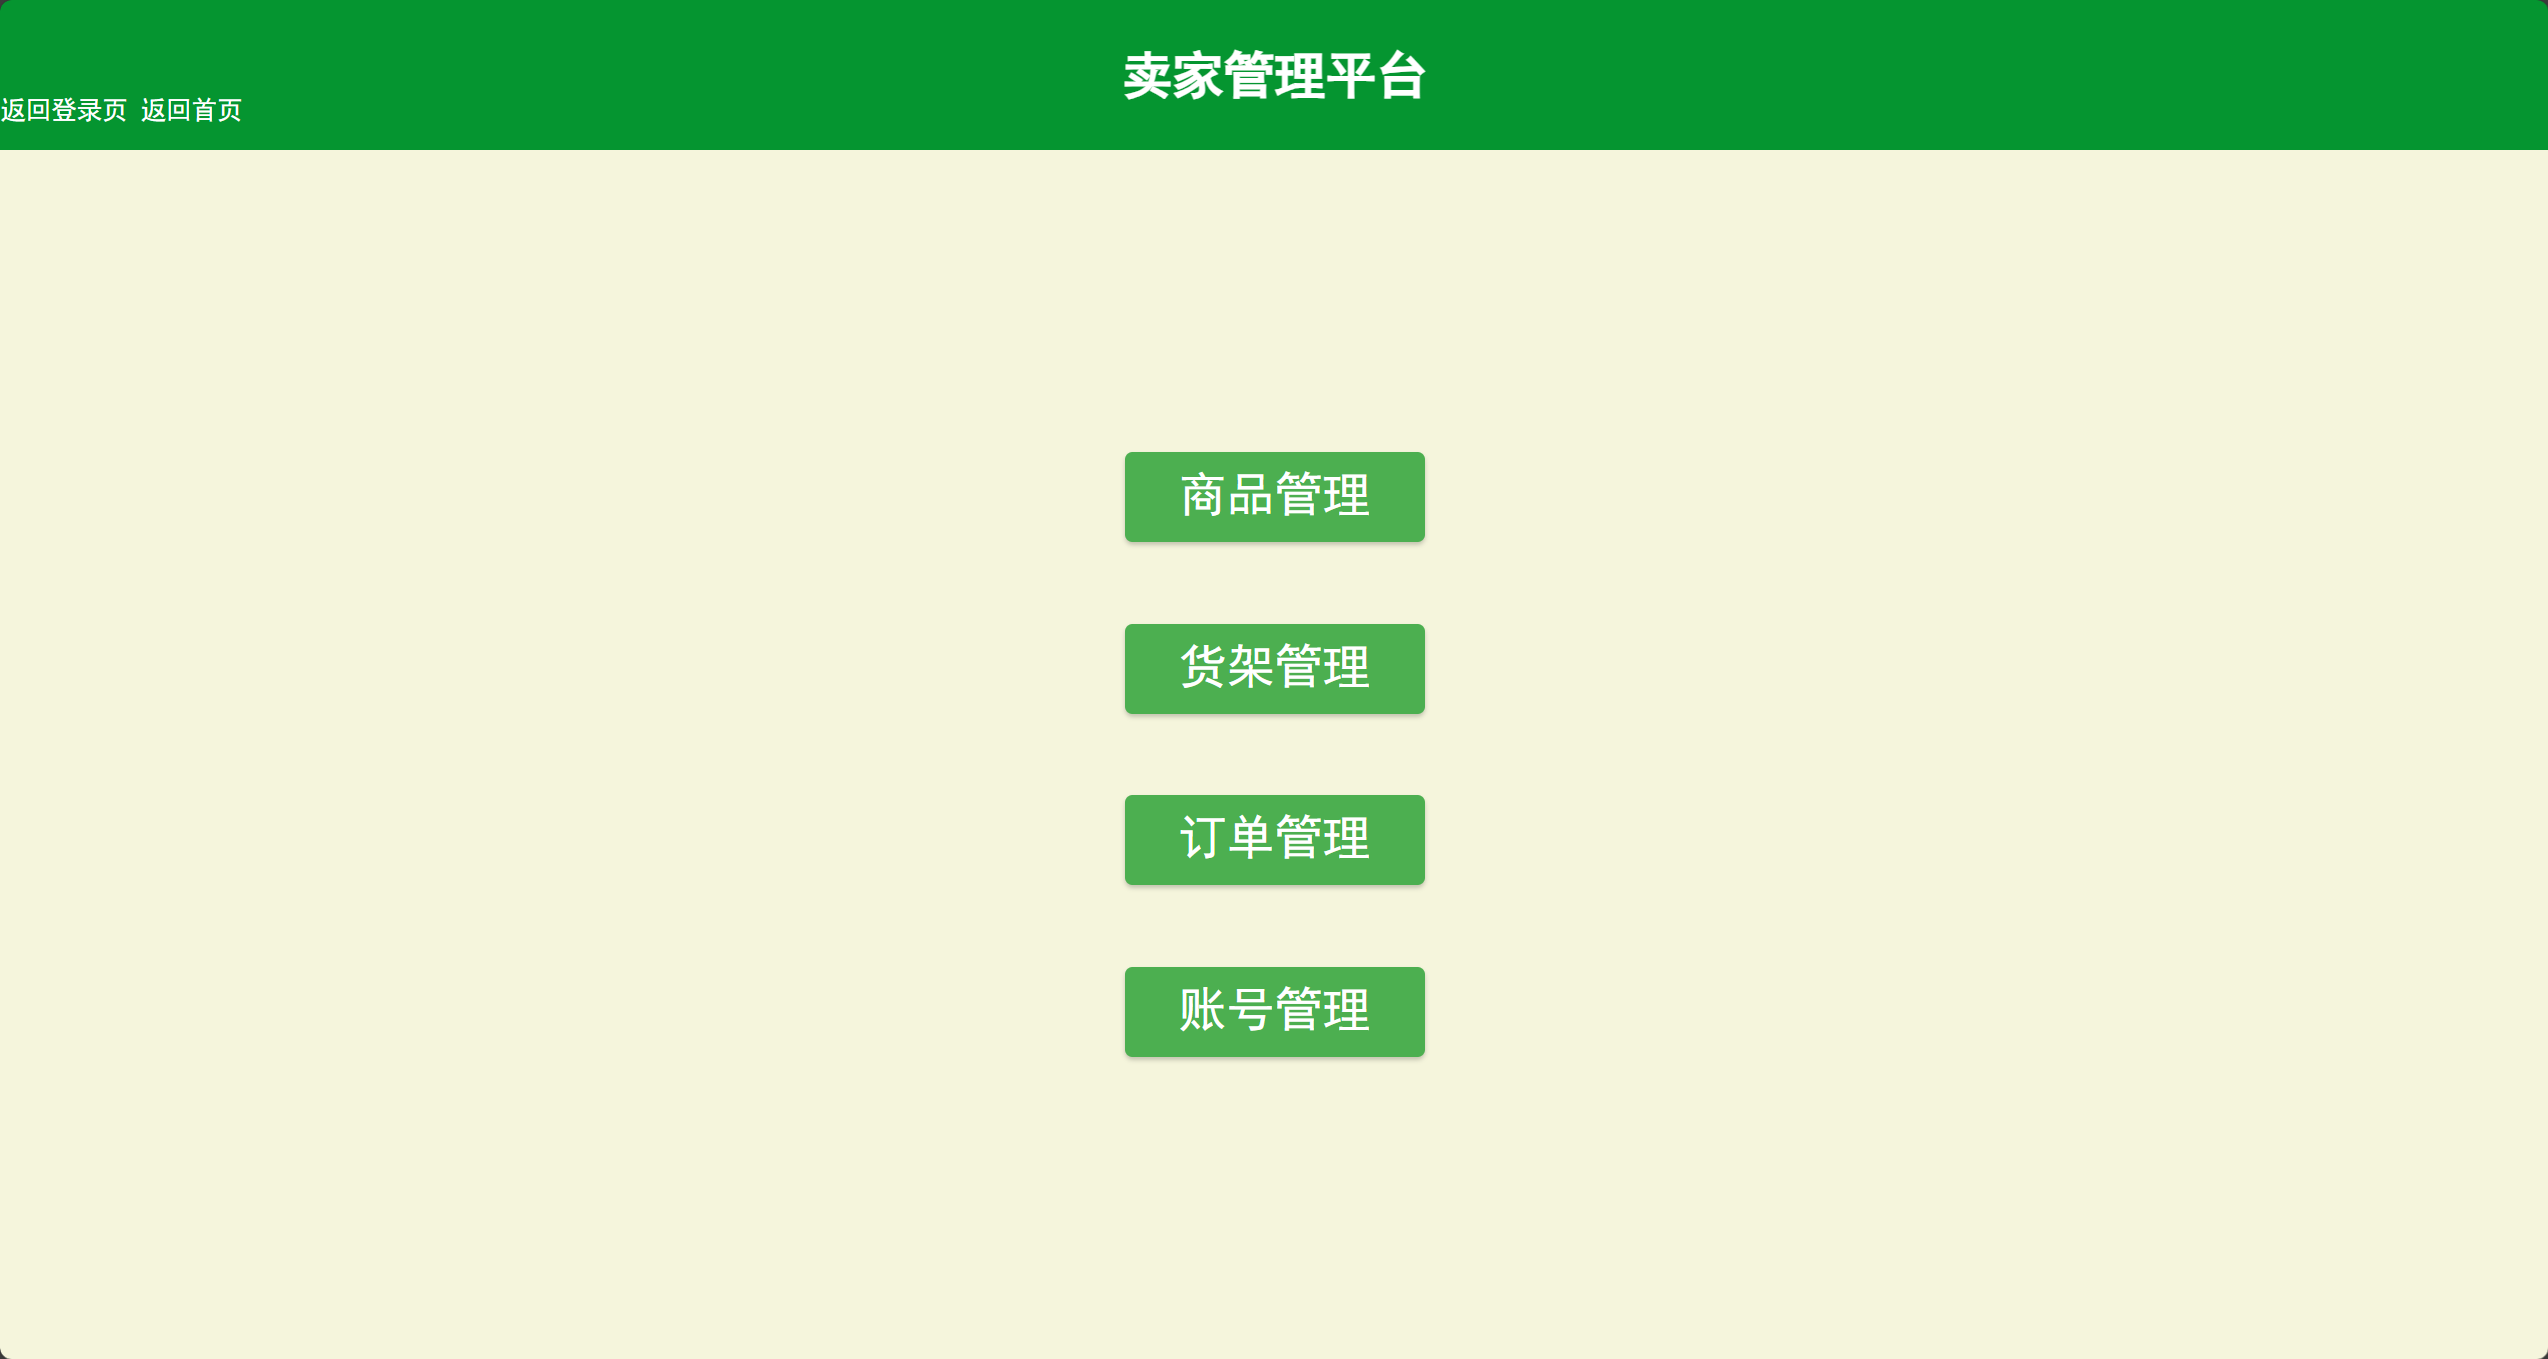 卖家管理平台
返回登录页 返回首页
商品管理
货架管理
订单管理
账号管理